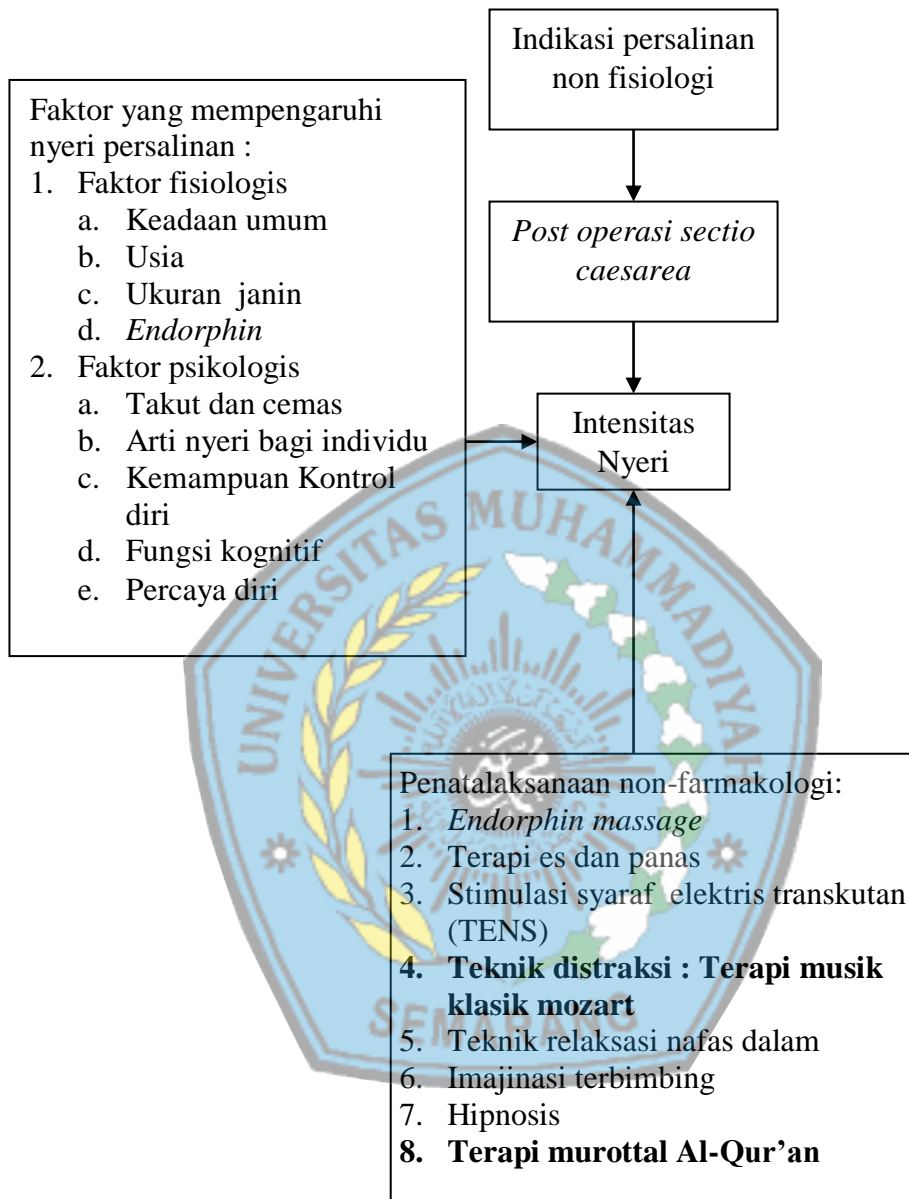 Indikasi persalinan
non fisiologi
Faktor yang mempengaruhi
nyeri persalinan :
1. Faktor fisiologis
a. Keadaan umum
b. Usia
c. Ukuran janin
d. Endorphin
2. Faktor psikologis
a. Takut dan cemas
b. Arti nyeri bagi individu
c. Kemampuan Kontrol
diri
d. Fungsi kognitif
e. Percaya diri
Post operasi sectio
caesarea
Intensitas
Nyeri
UNIVERSITAS MUHAMMADIYAH
SEMARANG
Penatalaksanaan non-farmakologi:
1. Endorphin massage
2. Terapi es dan panas
3. Stimulasi syaraf elektris transkutan
(TENS)
4. Teknik distraksi : Terapi musik
klasik mozart
5. Teknik relaksasi nafas dalam
6. Imajinasi terbimbing
7. Hipnosis
8. Terapi murottal Al-Qur'an